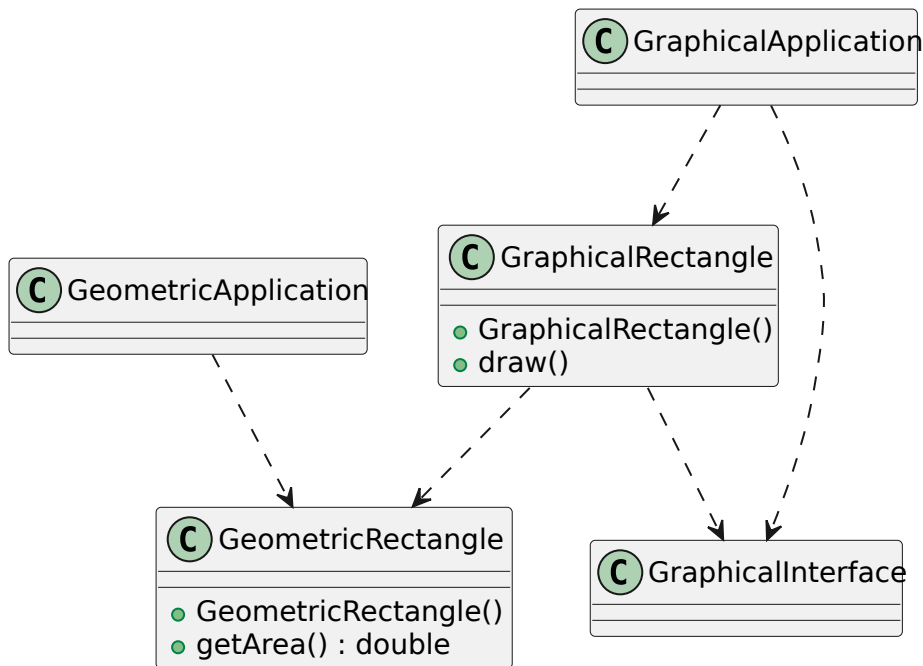 C GraphicalApplication
C GraphicalRectangle
GraphicalRectangle()
draw()
C GeometricApplication
C GeometricRectangle
GeometricRectangle()
getArea() : double
C GraphicalInterface